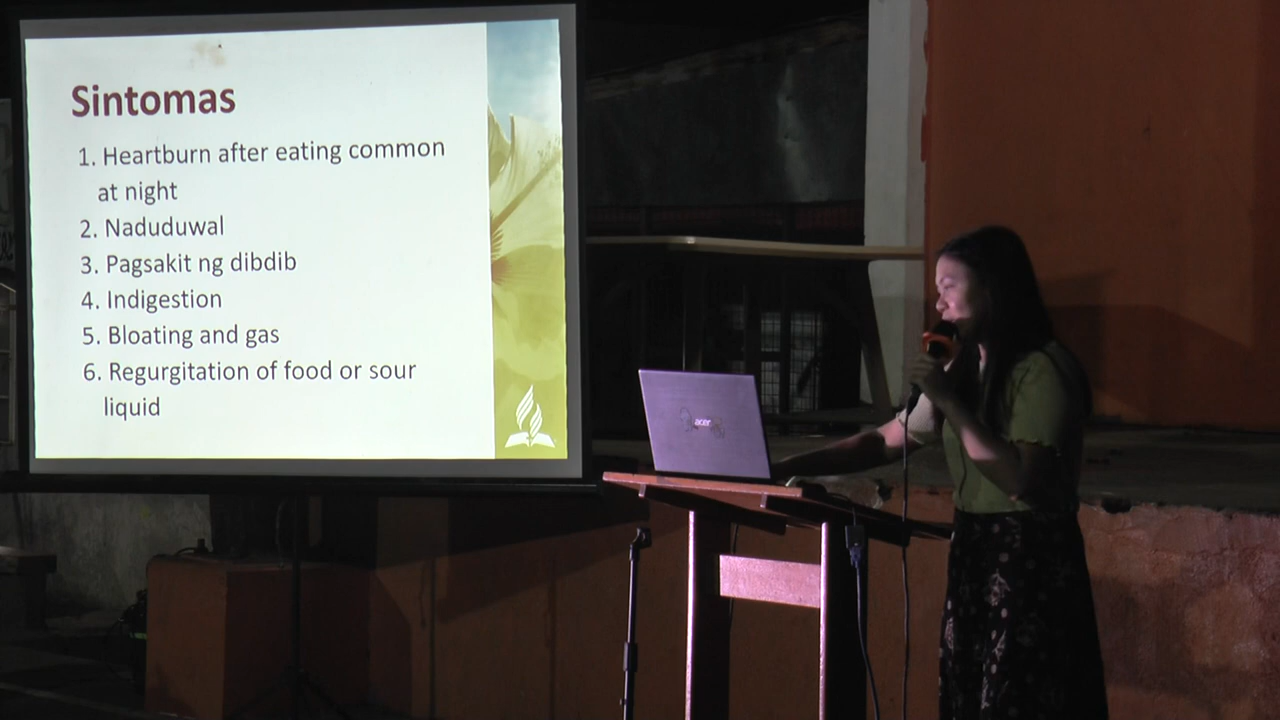 Sintomas
1. Heartburn after eating common
at night
2. Naduduwal
3. Pagsakit ng dibdib
4. Indigestion
5. Bloating and gas
6. Regurgitation of food or sour
liquid
acer